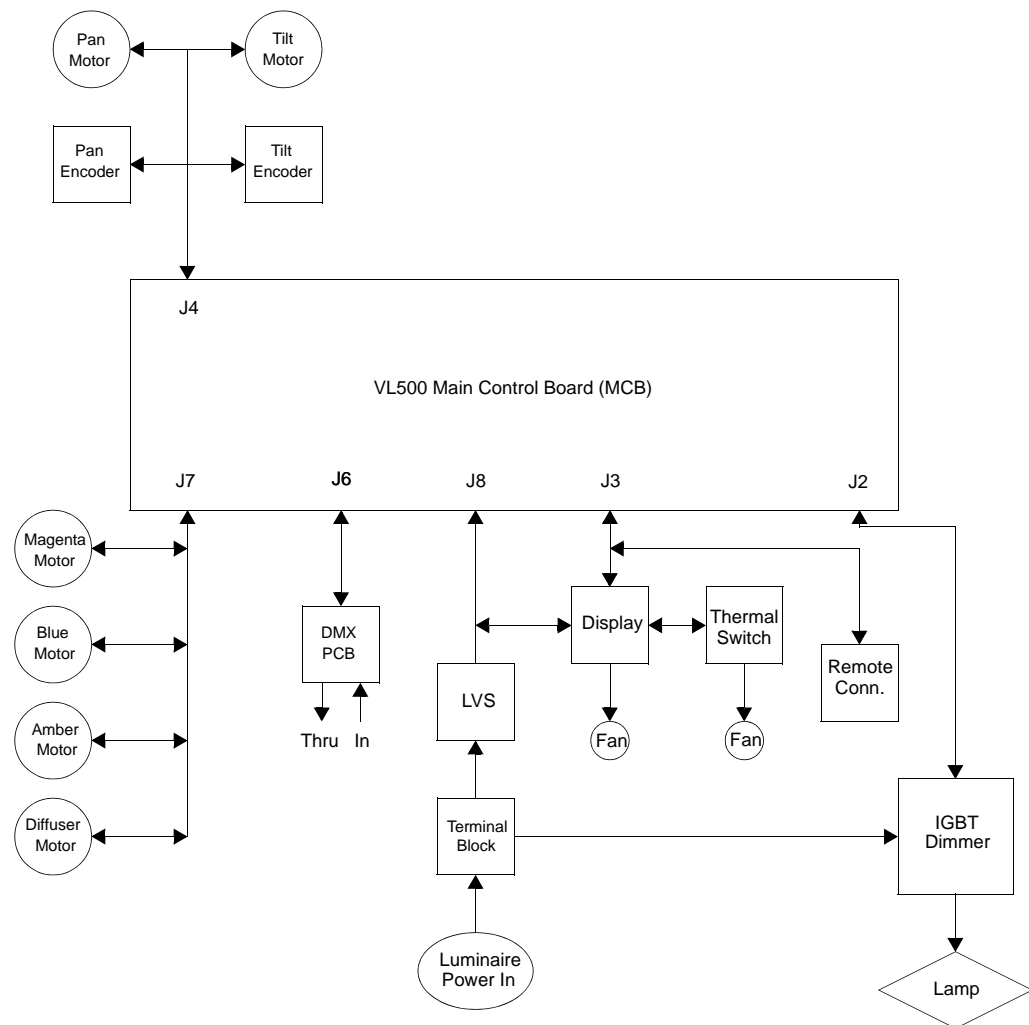 Pan
Motor
Tilt
Motor
Pan
Encoder
Tilt
Encoder
J4
VL500 Main Control Board (MCB)
J7
J6
J8
J3
J2
Magenta
Motor
Blue
Motor
Amber
Motor
Diffuser
Motor
DMX
PCB
Thru
In
LVS
Display
Thermal
Switch
Remote
Conn.
Fan
Fan
Terminal
Block
IGBT
Dimmer
Luminaire
Power In
Lamp